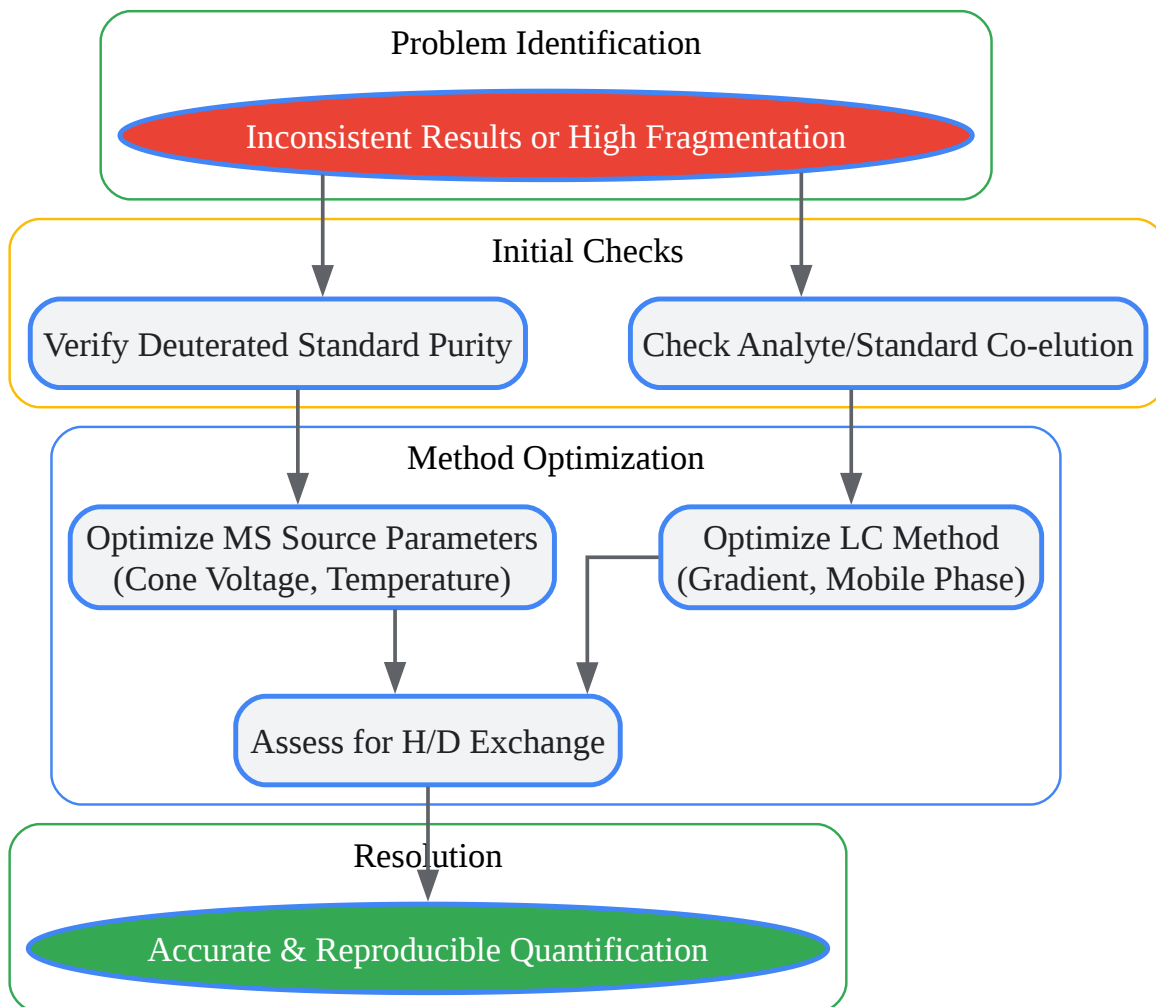 Problem Identification
Inconsistent Results or High Fragmentation
Initial Checks
Verify Deuterated Standard Purity
Check Analyte/Standard Co-elution
Method Optimization
Optimize MS Source Parameters
(Cone Voltage, Temperature)
Optimize LC Method
(Gradient, Mobile Phase)
Assess for H/D Exchange
Resolution
Accurate & Reproducible Quantification